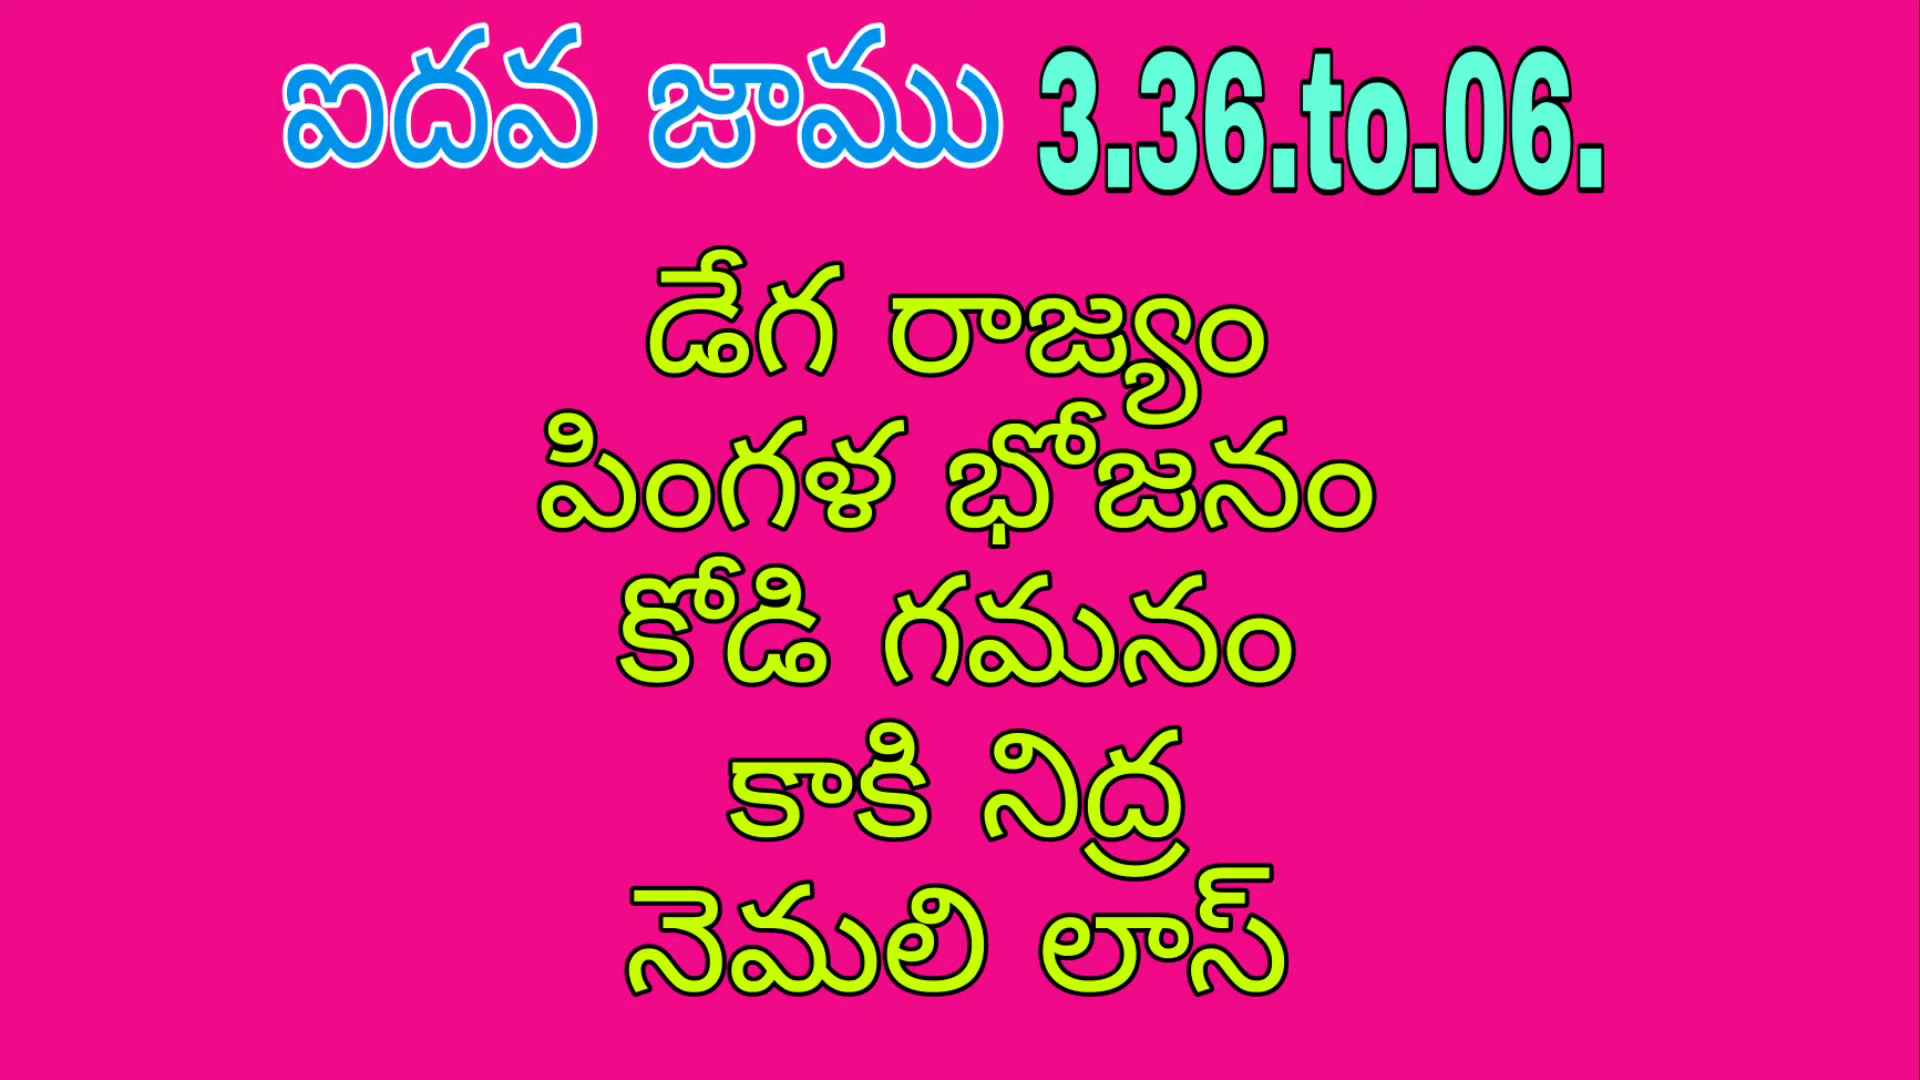 ఐదవ జాము 3.36.to.06.
డేగ రాజ్యం
పింగళ భోజనం
కోడి గమనం
కాకి నిద్ర
నెమలి లాస్